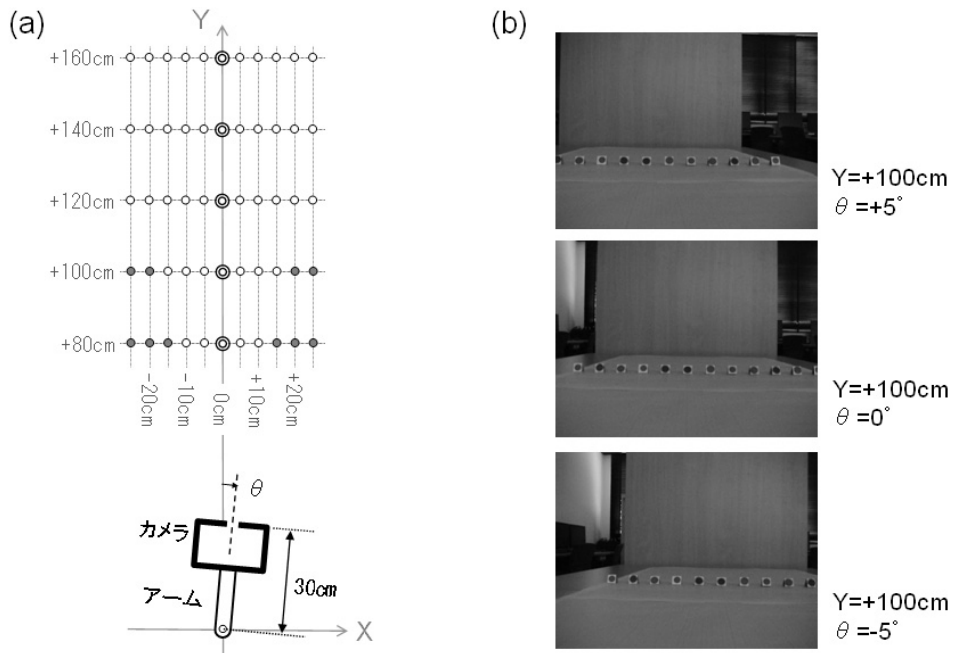 (a)
Y
+160cm
+140cm
+120cm
+100cm
+80cm
-20cm
-10cm
0cm
+10cm
+20cm
θ
カメラ
30cm
アーム
X
(b)
Y=+100cm
θ=+5°
Y=+100cm
θ=0°
Y=+100cm
θ=-5°